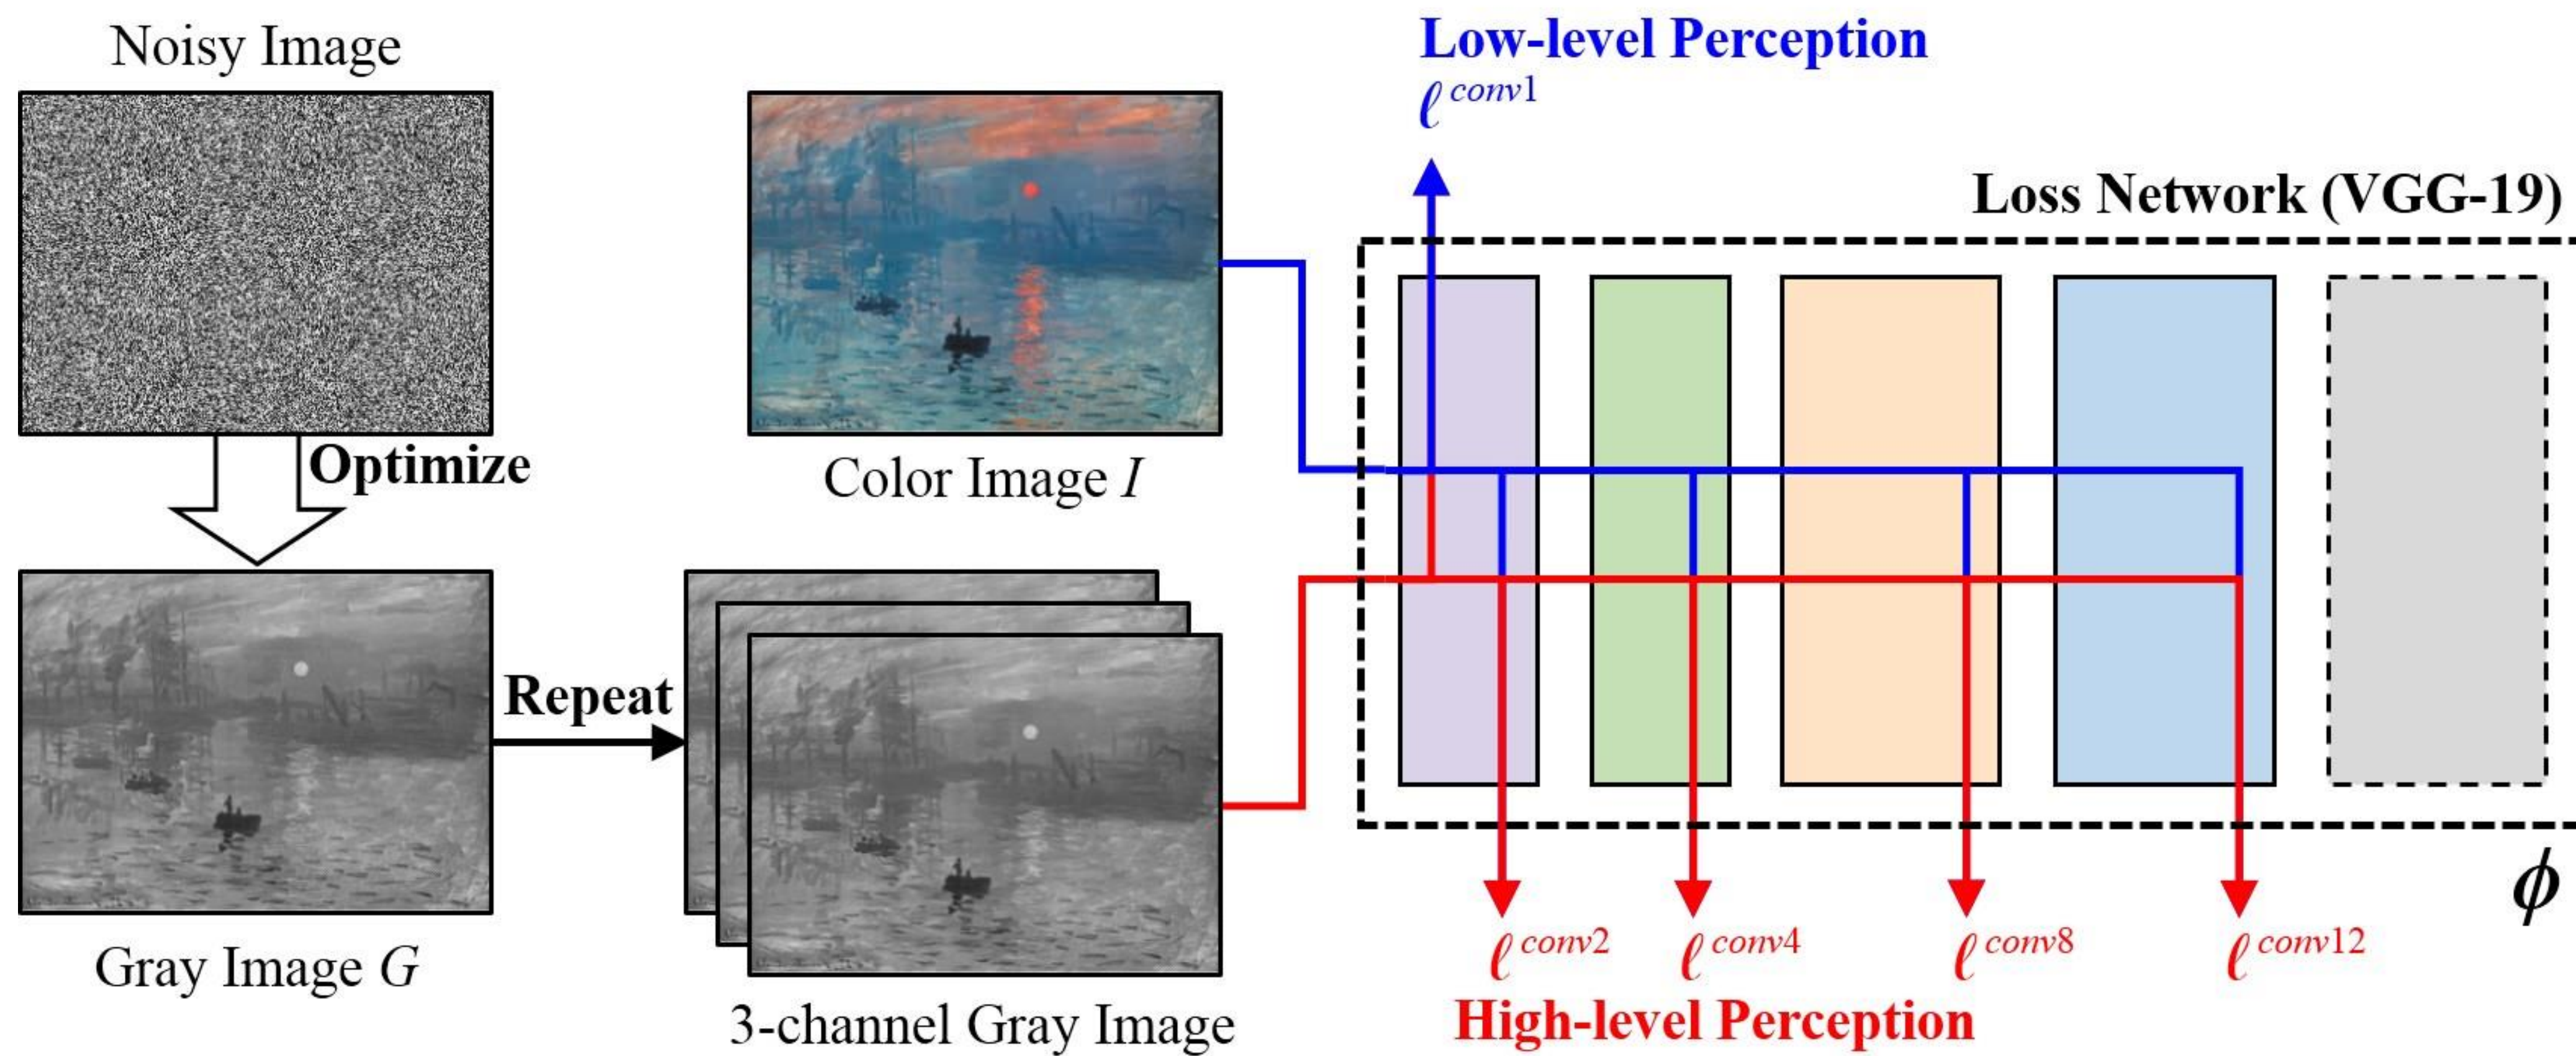 Noisy Image
Optimize
Gray Image G
Repeat
Color Image I
3-channel Gray Image
Low-level Perception
ℓ^conv1
Loss Network (VGG-19)
ϕ
ℓ^conv2
ℓ^conv4
ℓ^conv8
ℓ^conv12
High-level Perception